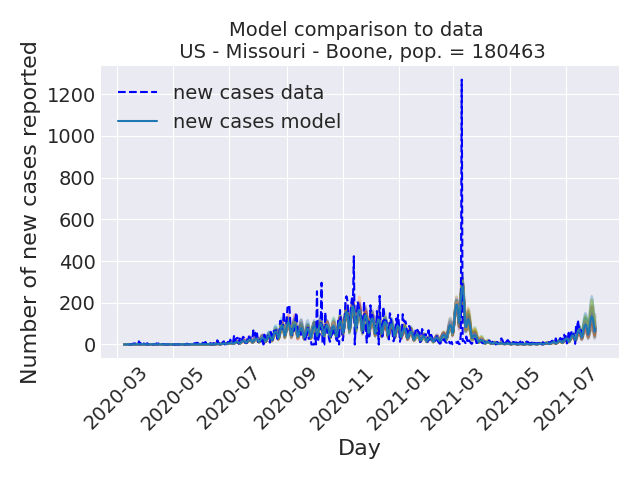 Model comparison to data
US - Missouri - Boone, pop. = 180463
Number of new cases reported
1200
1000
800
600
400
200
0
new cases data
new cases model
2020-03
2020-05
2020-07
2020-09
2020-11
2021-01
2021-03
2021-05
2021-07
Day